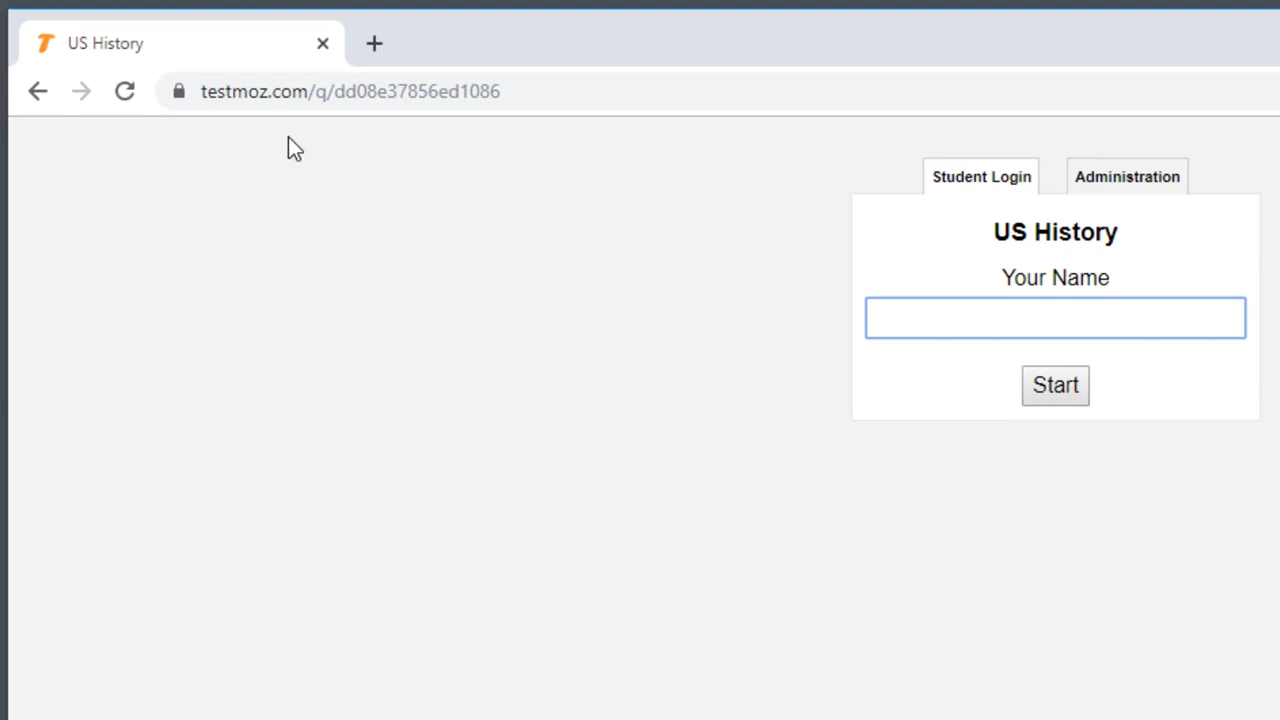 US History
testmoz.com/q/dd08e37856ed1086
Student Login
Administration
US History
Your Name
Start